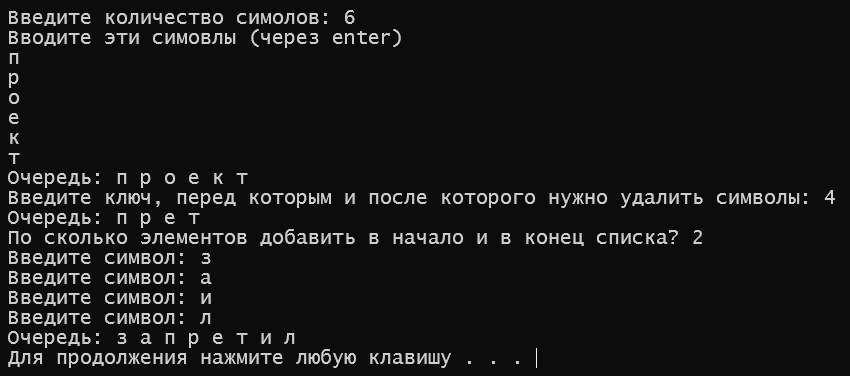 Введите количество симолов: 6
Вводите эти симовлы (через enter)
п
р
о
е
к
т
Очередь: п р о е к т
Введите ключ, перед которым и после которого нужно удалить символы: 4
Очередь: п р е т
По сколько элементов добавить в начало и в конец списка? 2
Введите символ: з
Введите символ: а
Введите символ: и
Введите символ: л
Очередь: з а п р е т и л
Для продолжения нажмите любую клавишу . . .